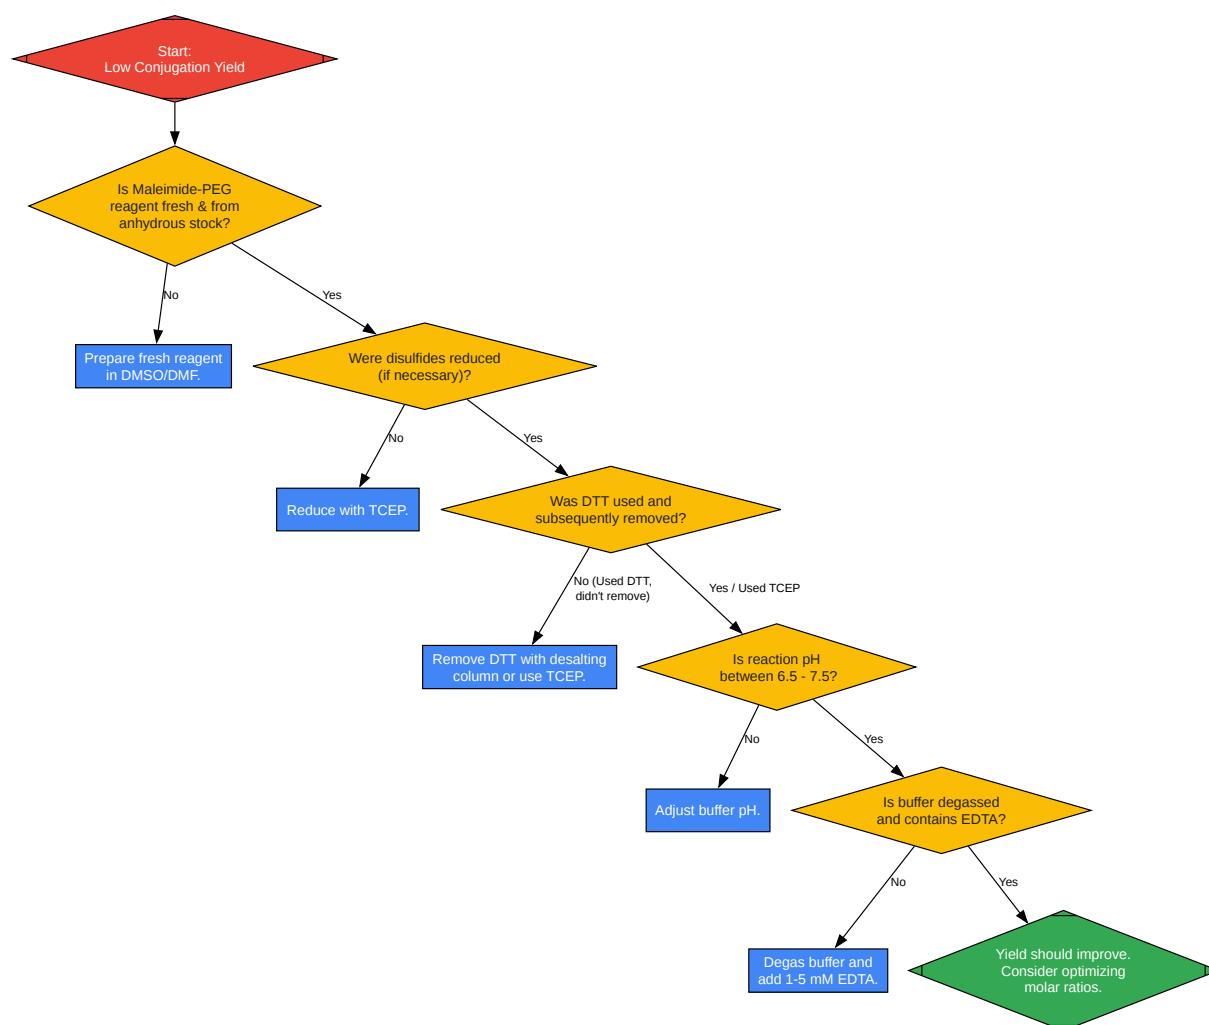 Start:
Low Conjugation Yield
Is Maleimide-PEG
reagent fresh & from
anhydrous stock?
No
Yes
Prepare fresh reagent
in DMSO/DMF.
Were disulfides reduced
(if necessary)?
No
Yes
Reduce with TCEP.
Was DTT used and
subsequently removed?
No (Used DTT,
didn't remove)
Yes / Used TCEP
Remove DTT with desalting
column or use TCEP.
Is reaction pH
between 6.5 - 7.5?
No
Yes
Adjust buffer pH.
Is buffer degassed
and contains EDTA?
No
Yes
Degas buffer and
add 1-5 mM EDTA.
Yield should improve.
Consider optimizing
molar ratios.